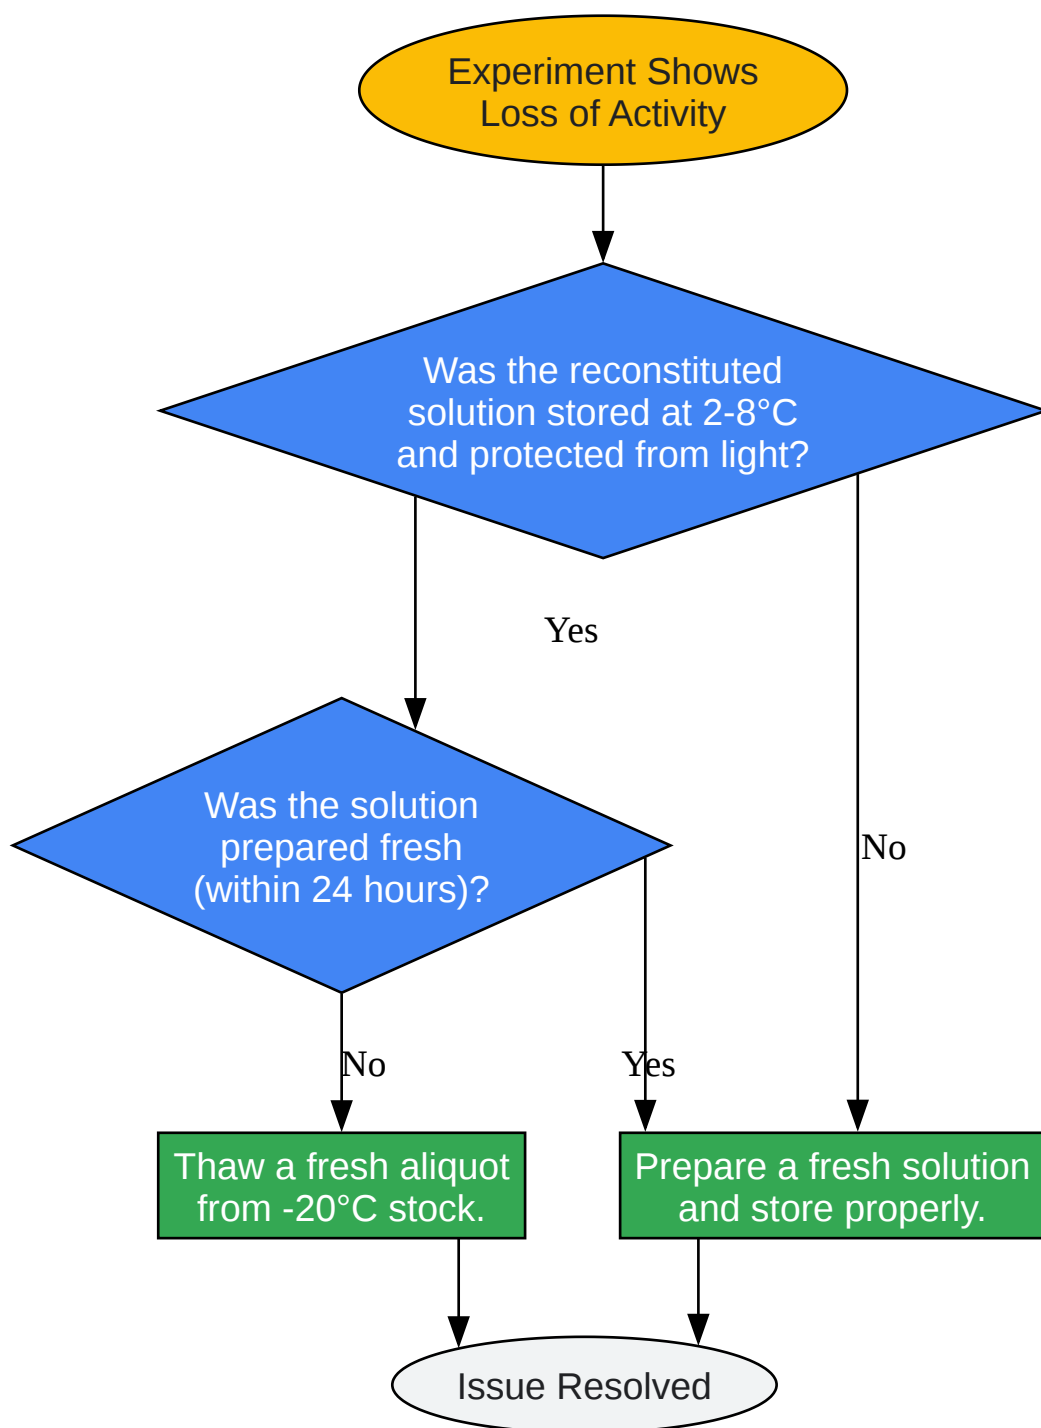 Experiment Shows
Loss of Activity
Was the reconstituted
solution stored at 2-8°C
and protected from light?
Yes
Was the solution
prepared fresh
(within 24 hours)?
No
No
Yes
Thaw a fresh aliquot
from -20°C stock.
Prepare a fresh solution
and store properly.
Issue Resolved